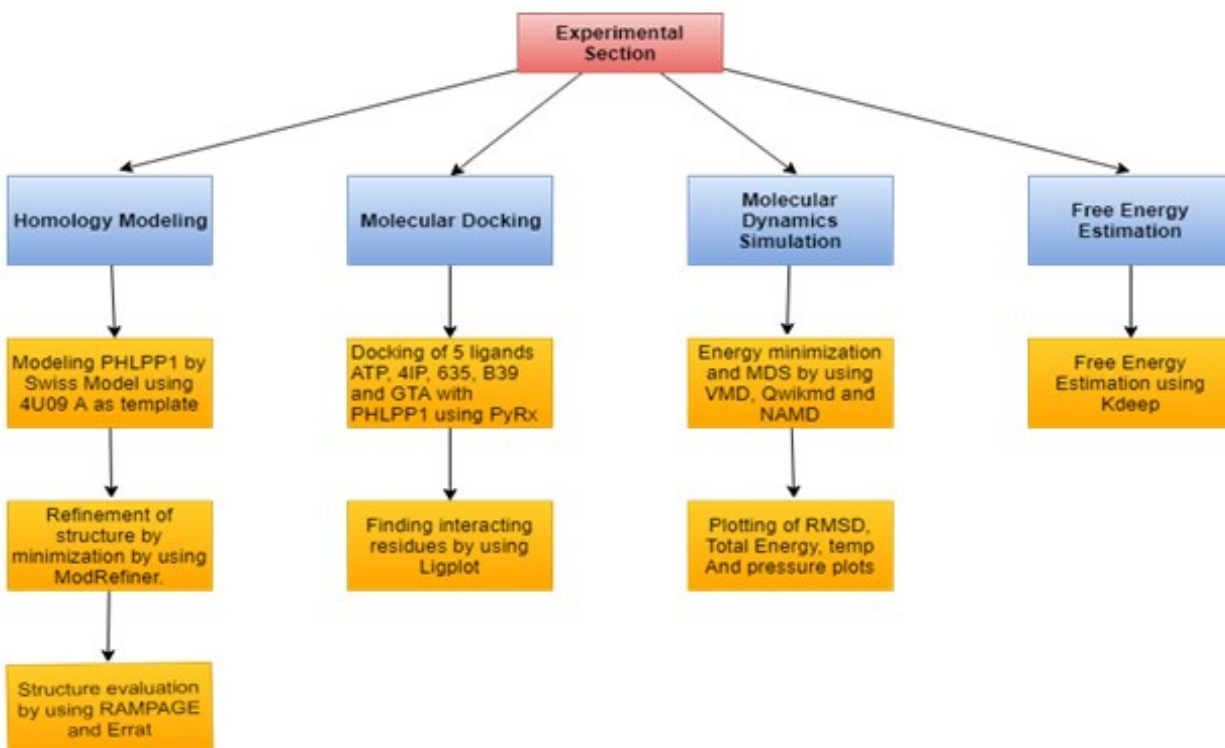 Experimental
Section
Homology Modeling
Molecular Docking
Molecular
Dynamics
Simulation
Free Energy
Estimation
Modeling PHLPP1 by
Swiss Model using
4U09 A as template
Docking of 5 ligands
ATP, 4IP, 635, B39
and GTA with
PHLPP1 using PyRx
Energy minimization
and MDS by using
VMD, Qwikmd and
NAMD
Free Energy
Estimation using
Kdeep
Refinement of
structure by
minimization by using
ModRefiner.
Finding interacting
residues by using
Ligplot
Plotting of RMSD,
Total Energy, temp
And pressure plots
Structure evaluation
by using RAMPAGE
and Errat